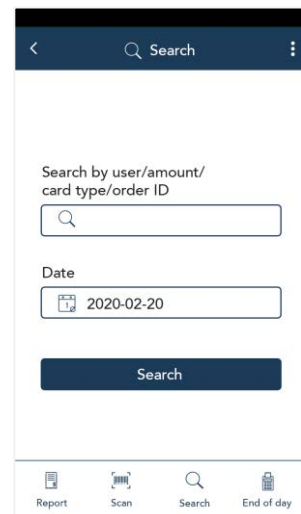 Search
Search by user/amount/
card type/order ID
Date
2020-02-20
Search
Report Scan Search End of day